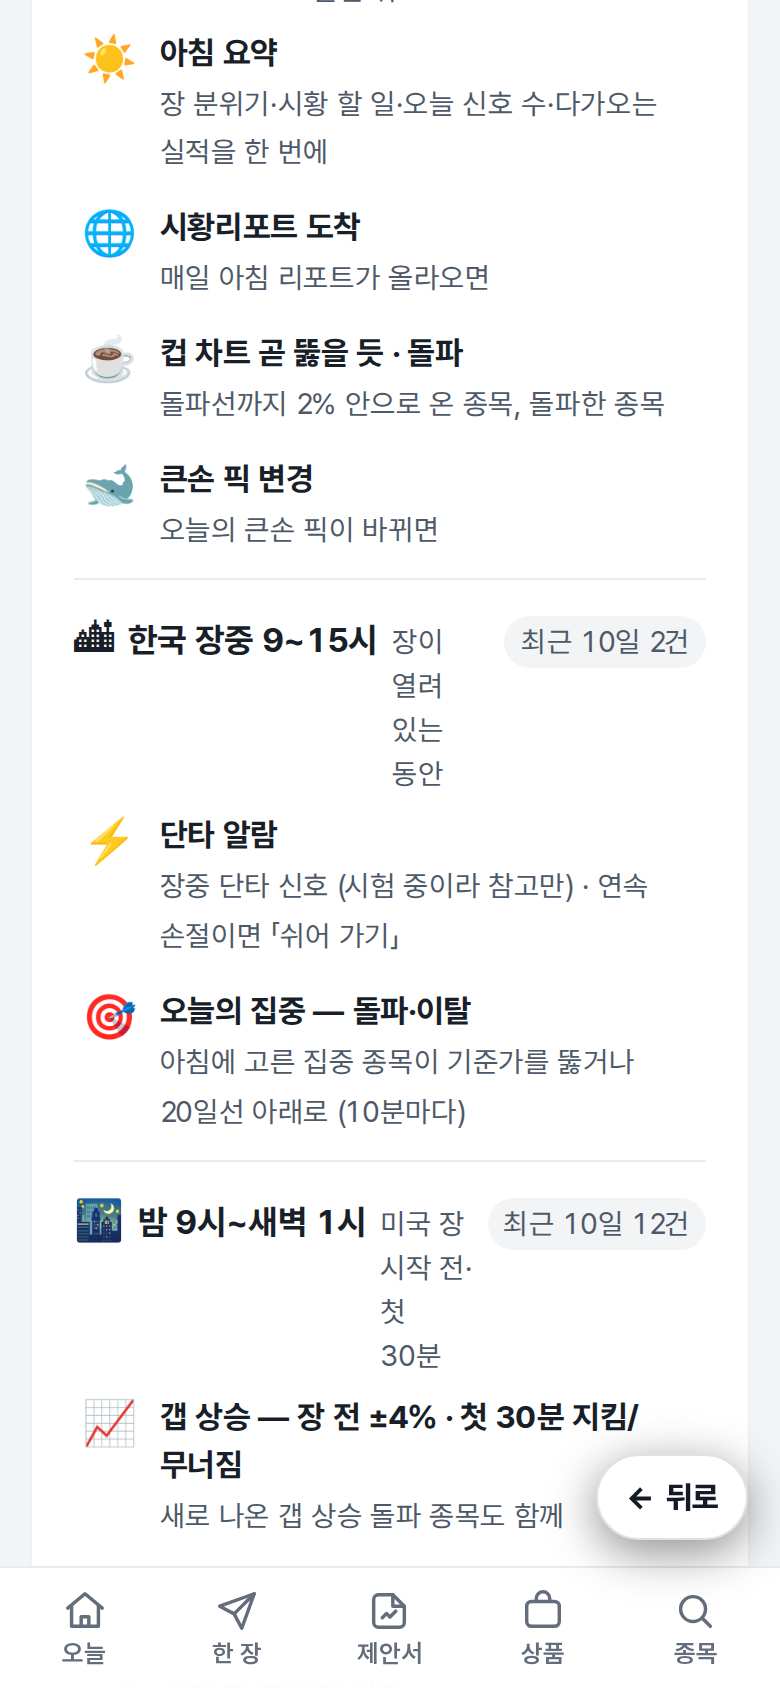 아침 요약
장 분위기·시황 할 일·오늘 신호 수·다가오는
실적을 한 번에
시황리포트 도착
매일 아침 리포트가 올라오면
컵 차트 곧 뚫을 듯 · 돌파
돌파선까지 2% 안으로 온 종목, 돌파한 종목
큰손 픽 변경
오늘의 큰손 픽이 바뀌면
한국 장중 9~15시 장이 최근 10일 2건
열려
있는
동안
단타 알람
장중 단타 신호 (시험 중이라 참고만) · 연속
손절이면 「쉬어 가기」
오늘의 집중 — 돌파·이탈
아침에 고른 집중 종목이 기준가를 뚫거나
20일선 아래로 (10분마다)
밤 9시~새벽 1시 미국 장 최근 10일 12건
시작 전·
첫
30분
갭 상승 — 장 전 ±4% · 첫 30분 지킴/
무너짐
새로 나온 갭 상승 돌파 종목도 함께
← 뒤로
오늘 한 장 제안서 상품 종목